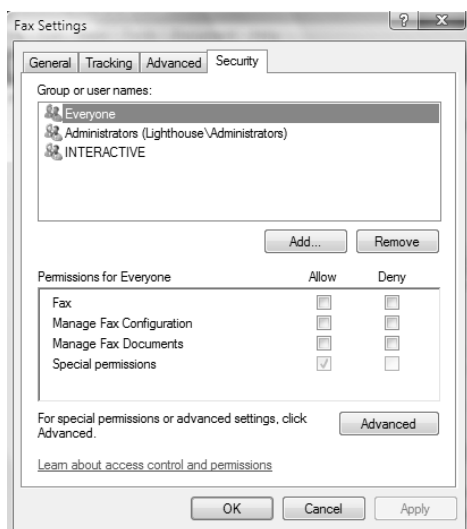 Fax Settings
General Tracking Advanced Security
Group or user names:
Everyone
Administrators (Lighthouse\Administrators)
INTERACTIVE
Add... Remove
Permissions for Everyone Allow Deny
Fax
Manage Fax Configuration
Manage Fax Documents
Special permissions
For special permissions or advanced settings, click
Advanced.
Advanced
Learn about access control and permissions
OK Cancel Apply